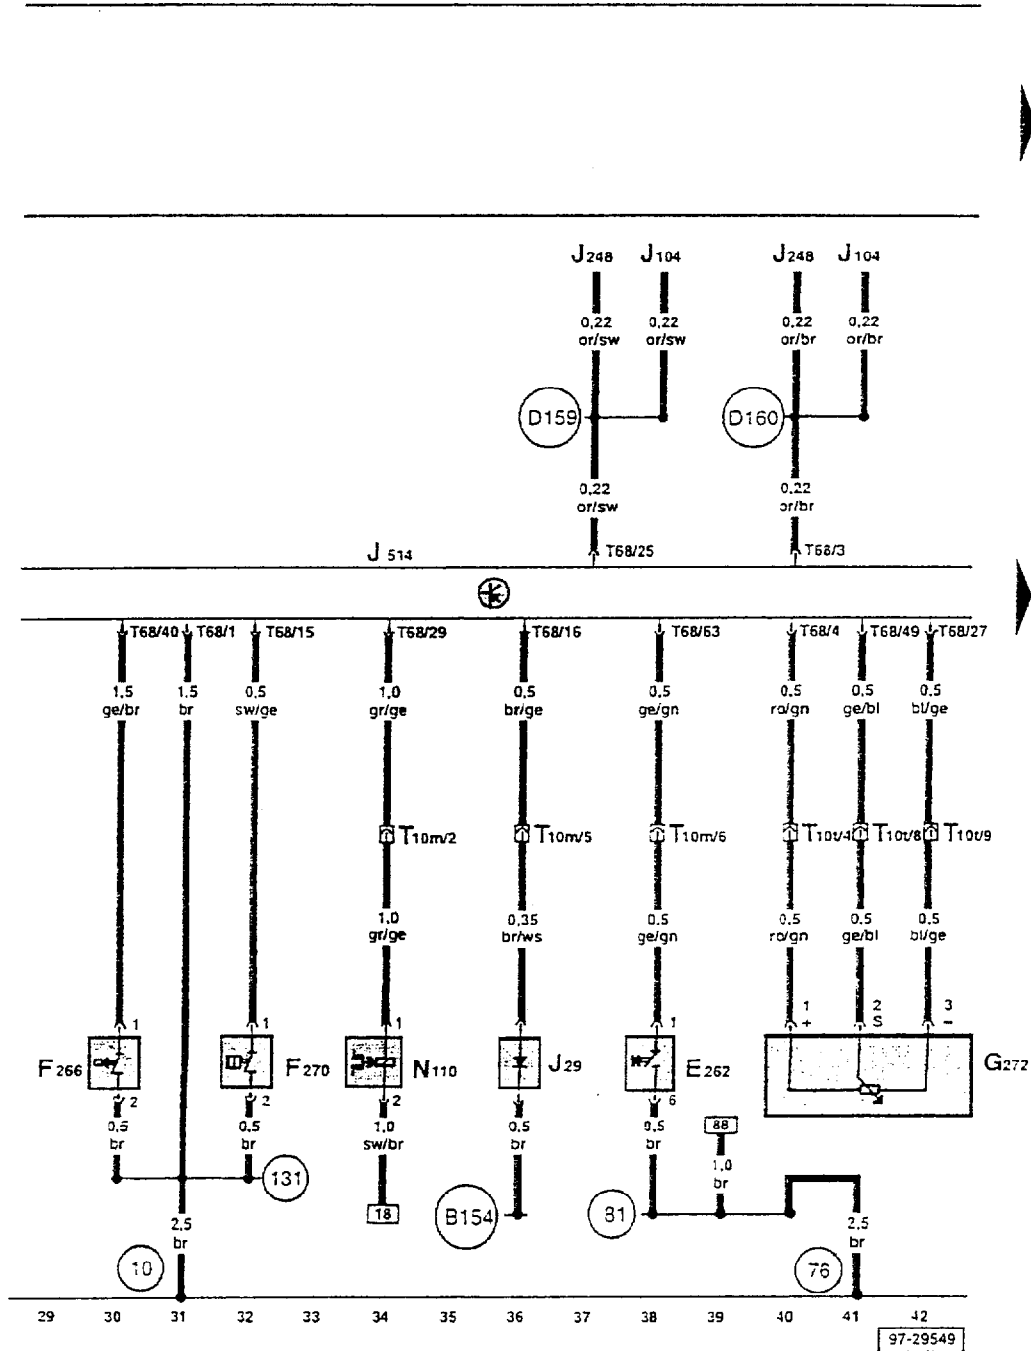 J248 J104 J248 J104
0,22 0,22 0,22 0,22
or/sw or/sw or/br or/br
D159 D160
0,22 0,22
or/sw or/br
J 514 T68/25 T68/3
T68/40 T68/1 T68/15 T68/29 T68/16 T68/63 T68/4 T68/49 T68/27
1,5 1,5 0,5 1,0 0,5 0,5 0,5 0,5 0,5
ge/br br sw/ge gr/ge br/ge ge/gn ro/gn ge/bl bl/ge
T10m/2 T10m/5 T10m/6 T10t/4 T10t/8 T10t/9
1,0 0,35 0,5 0,5 0,5 0,5
gr/ge br/ws ge/gn ro/gn ge/bl bl/ge
1 1 1 1 1 2 3
+ S −
F266 F270 N110 J29 E262 G272
2 2 2 6
0,5 0,5 1,0 0,5 0,5 88
br br sw/br br br 1,0
br
131
18 B154 81
2,5 2,5
br br
10 76
29 30 31 32 33 34 35 36 37 38 39 40 41 42
97-29549